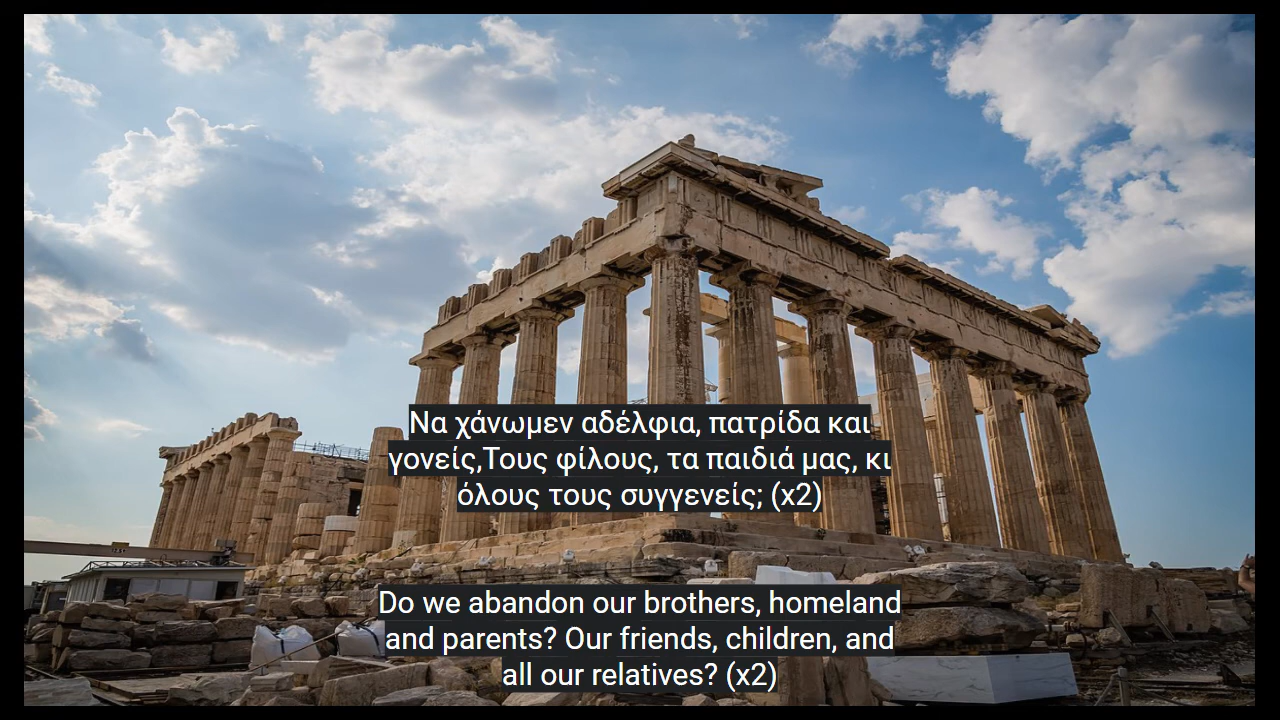 Να χάνωμεν αδέλφια, πατρίδα και
γονείς,Τους φίλους, τα παιδιά μας, κι
όλους τους συγγενείς; (x2)
Do we abandon our brothers, homeland
and parents? Our friends, children, and
all our relatives? (x2)